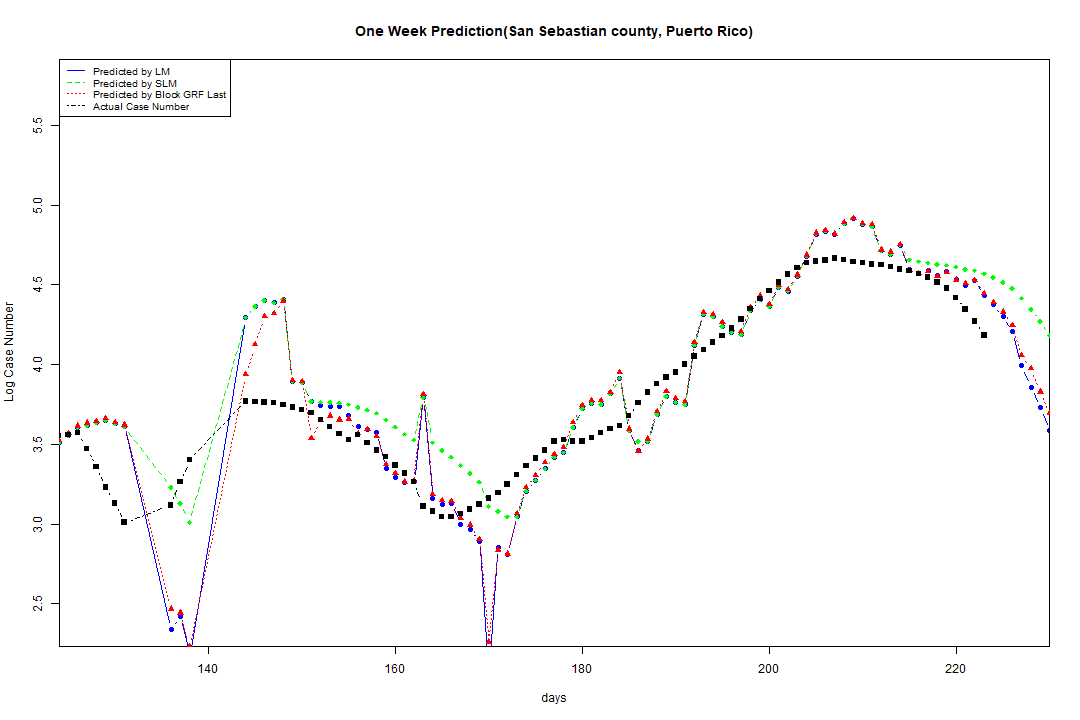 One Week Prediction(San Sebastian county, Puerto Rico)
Predicted by LM
Predicted by SLM
Predicted by Block GRF Last
Actual Case Number
5.5
5.0
4.5
4.0
3.5
3.0
2.5
Log Case Number
140 160 180 200 220
days